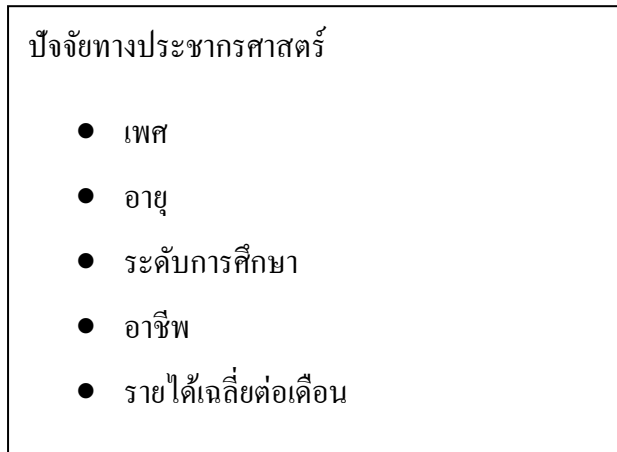 ปัจจัยทางประชากรศาสตร์
● เพศ
● อายุ
● ระดับการศึกษา
● อาชีพ
● รายได้เฉลี่ยต่อเดือน